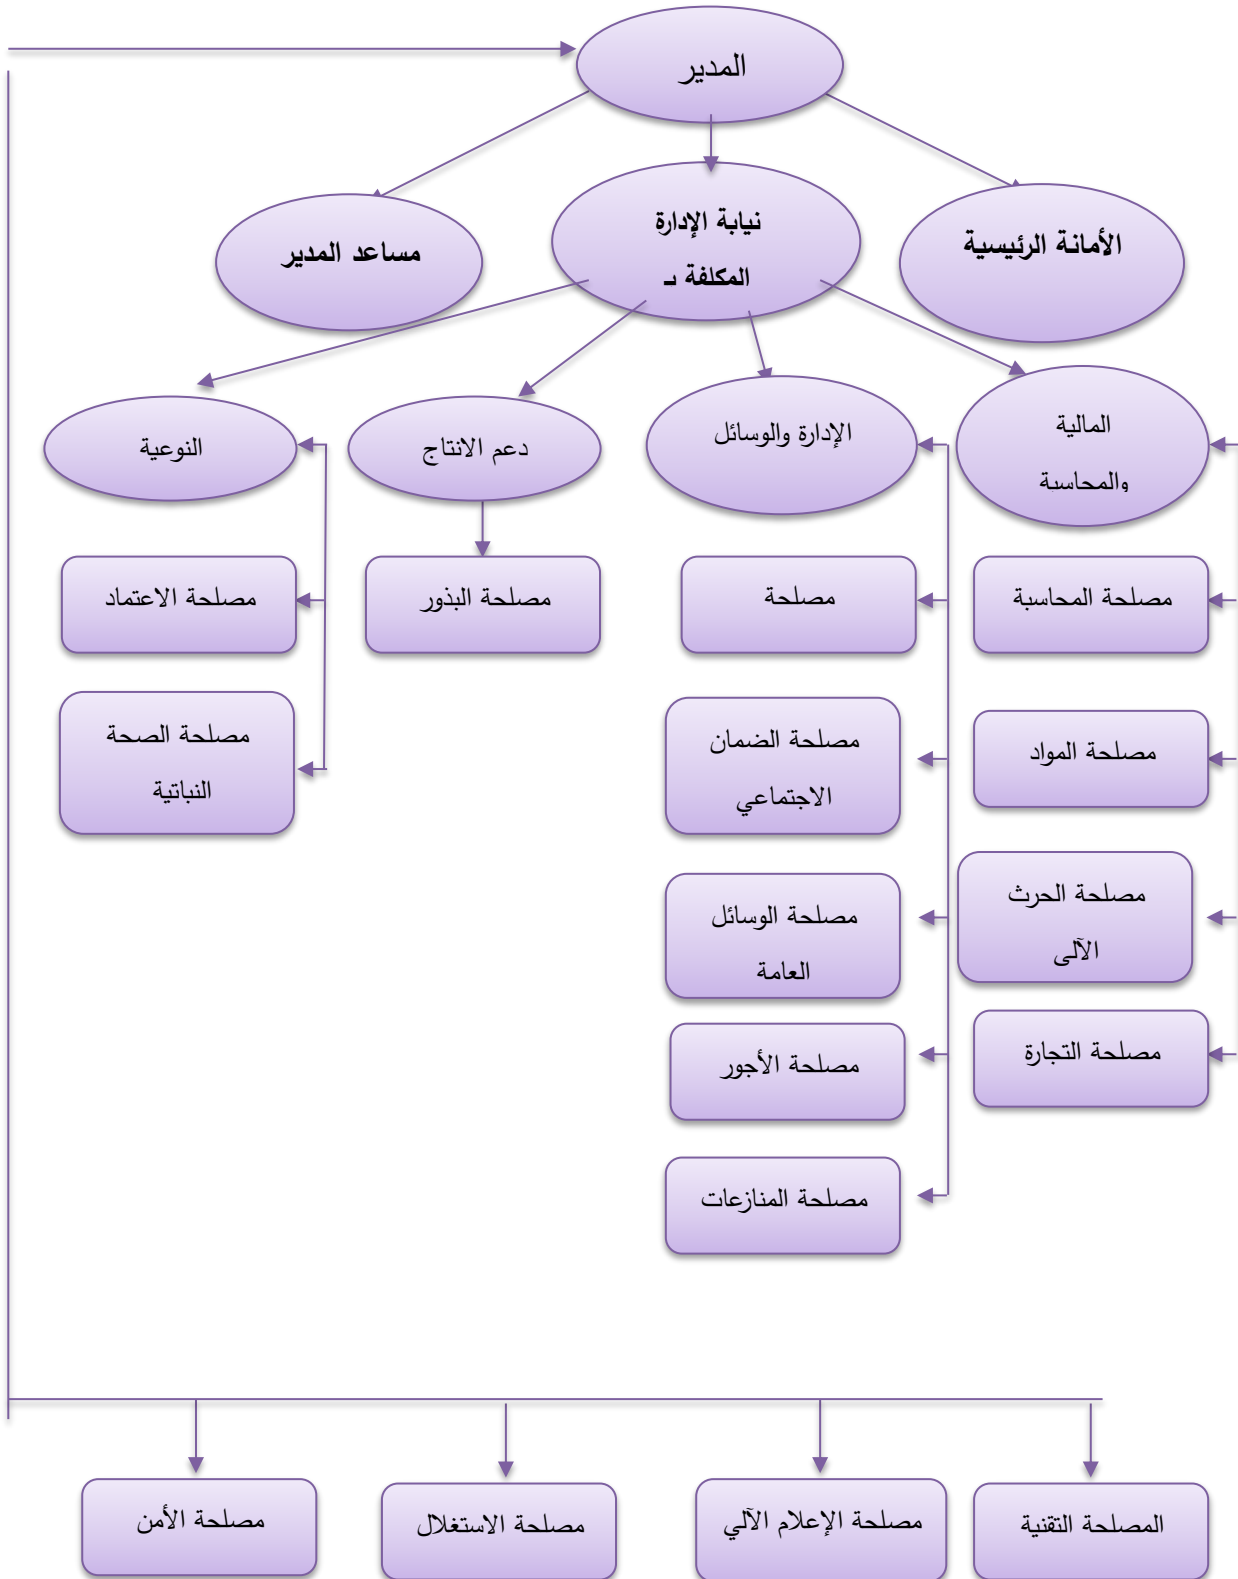 المدير
الأمانة الرئيسية
نيابة الإدارة
المكلفة بـ
مساعد المدير
المالية
والمحاسبة
الإدارة والوسائل
دعم الانتاج
النوعية
مصلحة المحاسبة
مصلحة
مصلحة البذور
مصلحة الاعتماد
مصلحة المواد
مصلحة الضمان
الاجتماعي
مصلحة الصحة
النباتية
مصلحة الحرث
الآلى
مصلحة الوسائل
العامة
مصلحة التجارة
مصلحة الأجور
مصلحة المنازعات
المصلحة التقنية
مصلحة الإعلام الآلي
مصلحة الاستغلال
مصلحة الأمن